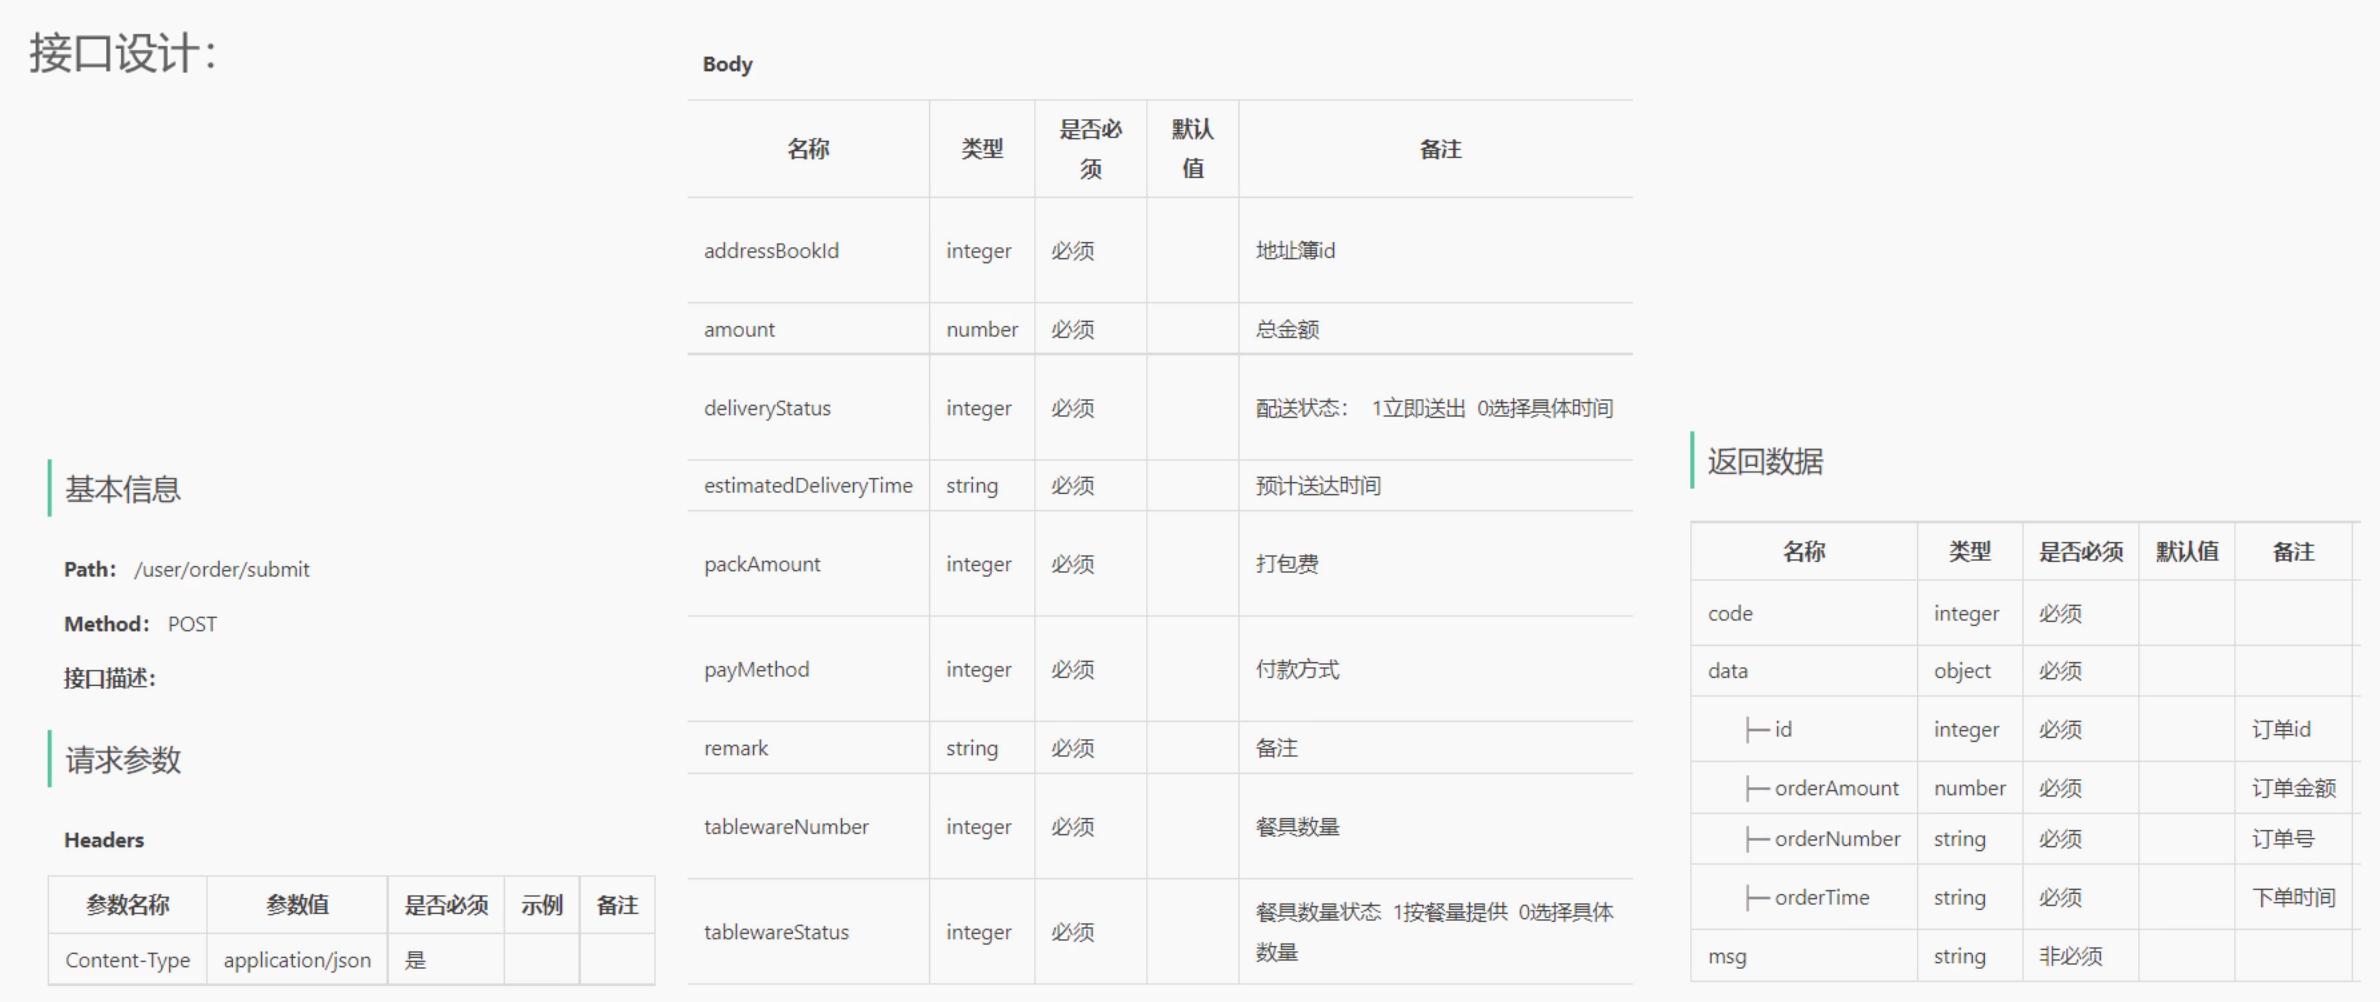 接口设计：
基本信息
Path： /user/order/submit
Method： POST
接口描述：
请求参数
Headers
参数名称 参数值 是否必须 示例 备注
Content-Type application/json 是
Body
名称 类型 是否必须 默认值 备注
addressBookId integer 必须 地址簿id
amount number 必须 总金额
deliveryStatus integer 必须 配送状态： 1立即送出 0选择具体时间
estimatedDeliveryTime string 必须 预计送达时间
packAmount integer 必须 打包费
payMethod integer 必须 付款方式
remark string 必须 备注
tablewareNumber integer 必须 餐具数量
tablewareStatus integer 必须 餐具数量状态 1按餐量提供 0选择具体
数量
返回数据
名称 类型 是否必须 默认值 备注
code integer 必须
data object 必须
├─ id integer 必须 订单id
├─ orderAmount number 必须 订单金额
├─ orderNumber string 必须 订单号
├─ orderTime string 必须 下单时间
msg string 非必须